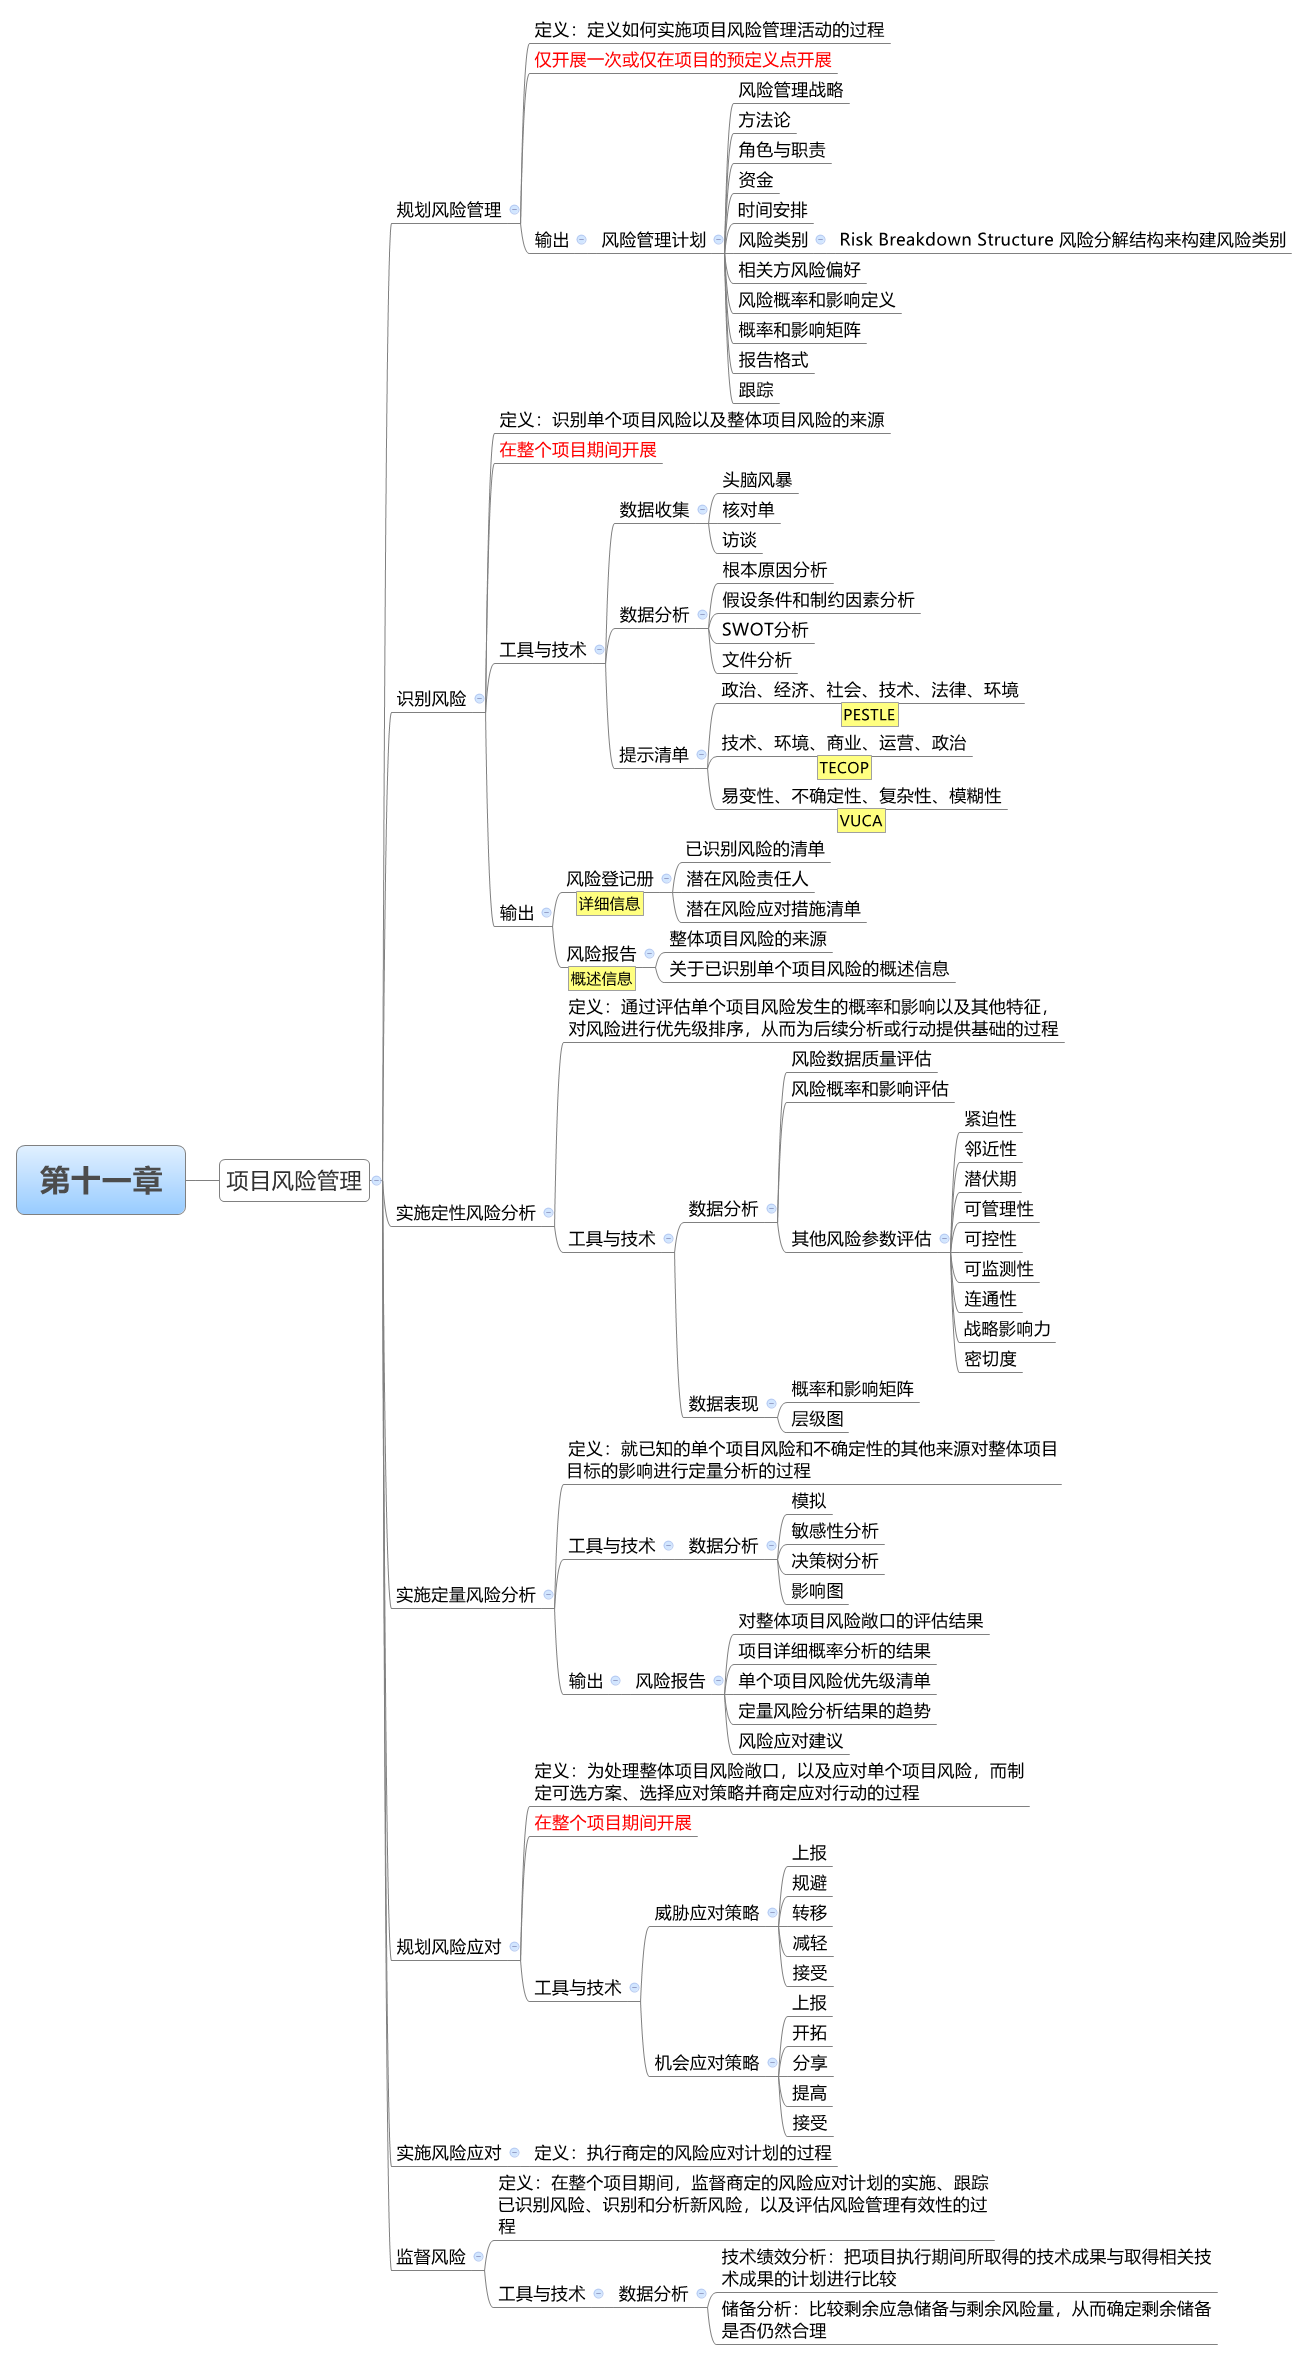 第十一章
项目风险管理
规划风险管理
定义：定义如何实施项目风险管理活动的过程
仅开展一次或仅在项目的预定义点开展
输出
风险管理计划
风险管理战略
方法论
角色与职责
资金
时间安排
风险类别
Risk Breakdown Structure 风险分解结构来构建风险类别
相关方风险偏好
风险概率和影响定义
概率和影响矩阵
报告格式
跟踪
识别风险
定义：识别单个项目风险以及整体项目风险的来源
在整个项目期间开展
工具与技术
数据收集
头脑风暴
核对单
访谈
数据分析
根本原因分析
假设条件和制约因素分析
SWOT分析
文件分析
提示清单
政治、经济、社会、技术、法律、环境
PESTLE
技术、环境、商业、运营、政治
TECOP
易变性、不确定性、复杂性、模糊性
VUCA
输出
风险登记册
详细信息
已识别风险的清单
潜在风险责任人
潜在风险应对措施清单
风险报告
概述信息
整体项目风险的来源
关于已识别单个项目风险的概述信息
实施定性风险分析
定义：通过评估单个项目风险发生的概率和影响以及其他特征，
对风险进行优先级排序，从而为后续分析或行动提供基础的过程
工具与技术
数据分析
风险数据质量评估
风险概率和影响评估
其他风险参数评估
紧迫性
邻近性
潜伏期
可管理性
可控性
可监测性
连通性
战略影响力
密切度
数据表现
概率和影响矩阵
层级图
实施定量风险分析
定义：就已知的单个项目风险和不确定性的其他来源对整体项目
目标的影响进行定量分析的过程
工具与技术
数据分析
模拟
敏感性分析
决策树分析
影响图
输出
风险报告
对整体项目风险敞口的评估结果
项目详细概率分析的结果
单个项目风险优先级清单
定量风险分析结果的趋势
风险应对建议
规划风险应对
定义：为处理整体项目风险敞口，以及应对单个项目风险，而制
定可选方案、选择应对策略并商定应对行动的过程
在整个项目期间开展
工具与技术
威胁应对策略
上报
规避
转移
减轻
接受
机会应对策略
上报
开拓
分享
提高
接受
实施风险应对
定义：执行商定的风险应对计划的过程
监督风险
定义：在整个项目期间，监督商定的风险应对计划的实施、跟踪
已识别风险、识别和分析新风险，以及评估风险管理有效性的过
程
工具与技术
数据分析
技术绩效分析：把项目执行期间所取得的技术成果与取得相关技
术成果的计划进行比较
储备分析：比较剩余应急储备与剩余风险量，从而确定剩余储备
是否仍然合理